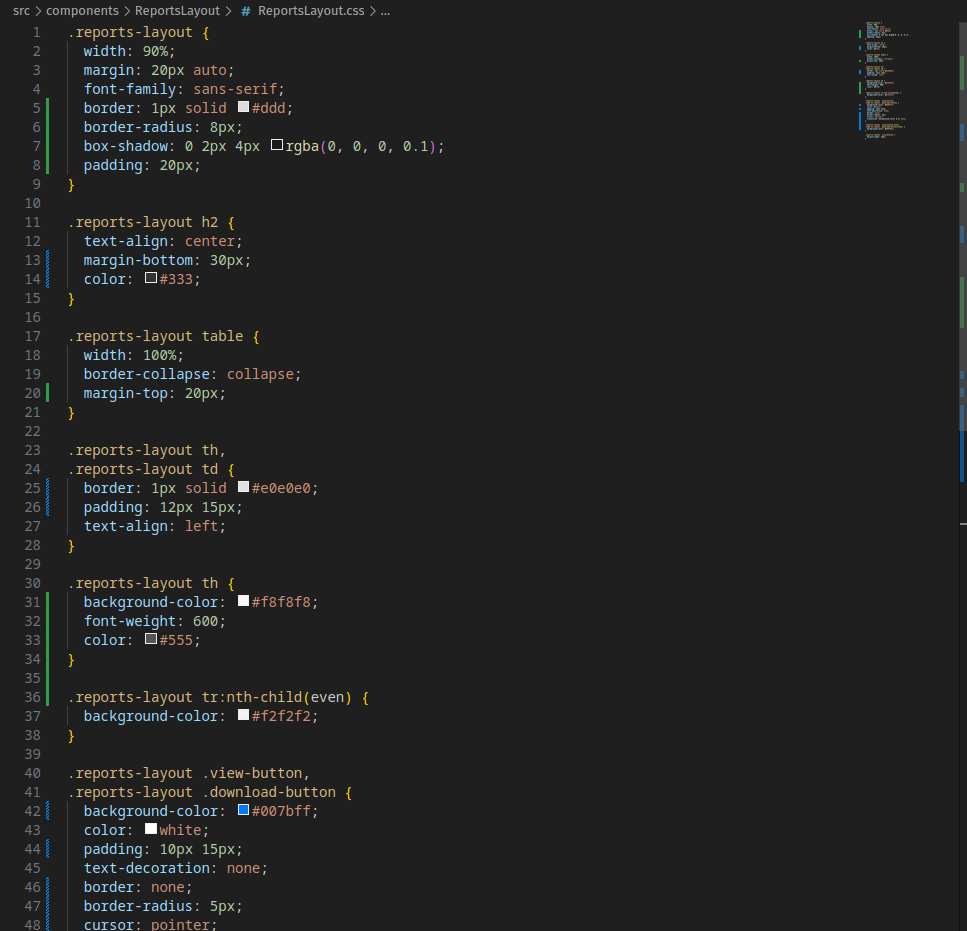 src > components > ReportsLayout > # ReportsLayout.css > ...
1 .reports-layout {
2   width: 90%;
3   margin: 20px auto;
4   font-family: sans-serif;
5   border: 1px solid #ddd;
6   border-radius: 8px;
7   box-shadow: 0 2px 4px rgba(0, 0, 0, 0.1);
8   padding: 20px;
9 }
10
11 .reports-layout h2 {
12   text-align: center;
13   margin-bottom: 30px;
14   color: #333;
15 }
16
17 .reports-layout table {
18   width: 100%;
19   border-collapse: collapse;
20   margin-top: 20px;
21 }
22
23 .reports-layout th,
24 .reports-layout td {
25   border: 1px solid #e0e0e0;
26   padding: 12px 15px;
27   text-align: left;
28 }
29
30 .reports-layout th {
31   background-color: #f8f8f8;
32   font-weight: 600;
33   color: #555;
34 }
35
36 .reports-layout tr:nth-child(even) {
37   background-color: #f2f2f2;
38 }
39
40 .reports-layout .view-button,
41 .reports-layout .download-button {
42   background-color: #007bff;
43   color: white;
44   padding: 10px 15px;
45   text-decoration: none;
46   border: none;
47   border-radius: 5px;
48   cursor: pointer;